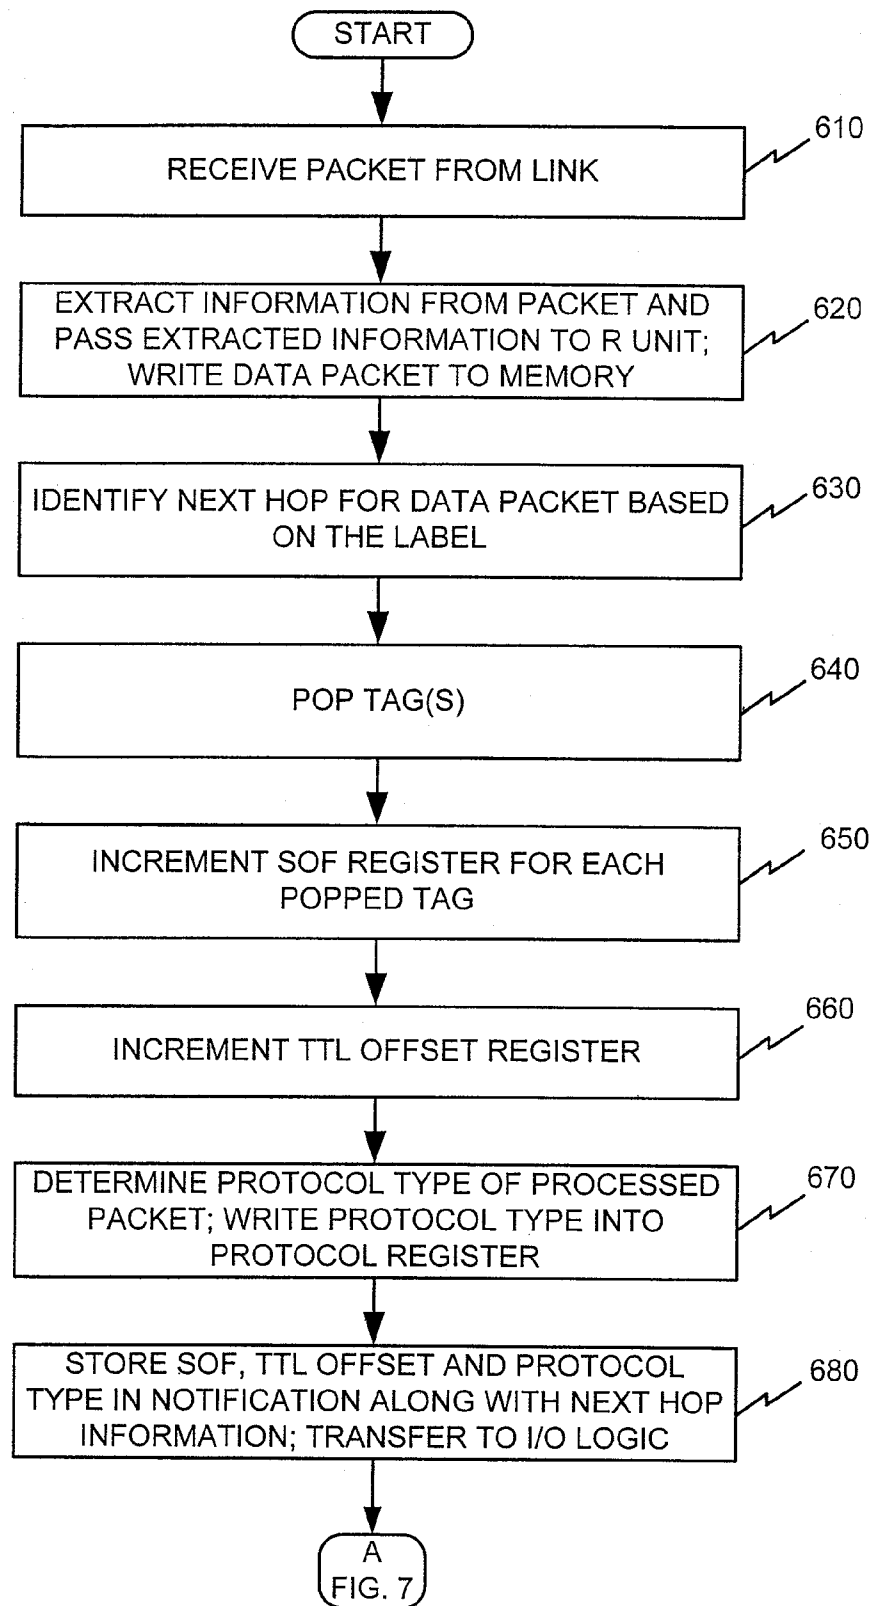 START
610
RECEIVE PACKET FROM LINK
620
EXTRACT INFORMATION FROM PACKET AND
PASS EXTRACTED INFORMATION TO R UNIT;
WRITE DATA PACKET TO MEMORY
630
IDENTIFY NEXT HOP FOR DATA PACKET BASED
ON THE LABEL
640
POP TAG(S)
650
INCREMENT SOF REGISTER FOR EACH
POPPED TAG
660
INCREMENT TTL OFFSET REGISTER
670
DETERMINE PROTOCOL TYPE OF PROCESSED
PACKET; WRITE PROTOCOL TYPE INTO
PROTOCOL REGISTER
680
STORE SOF, TTL OFFSET AND PROTOCOL
TYPE IN NOTIFICATION ALONG WITH NEXT HOP
INFORMATION; TRANSFER TO I/O LOGIC
A
FIG. 7